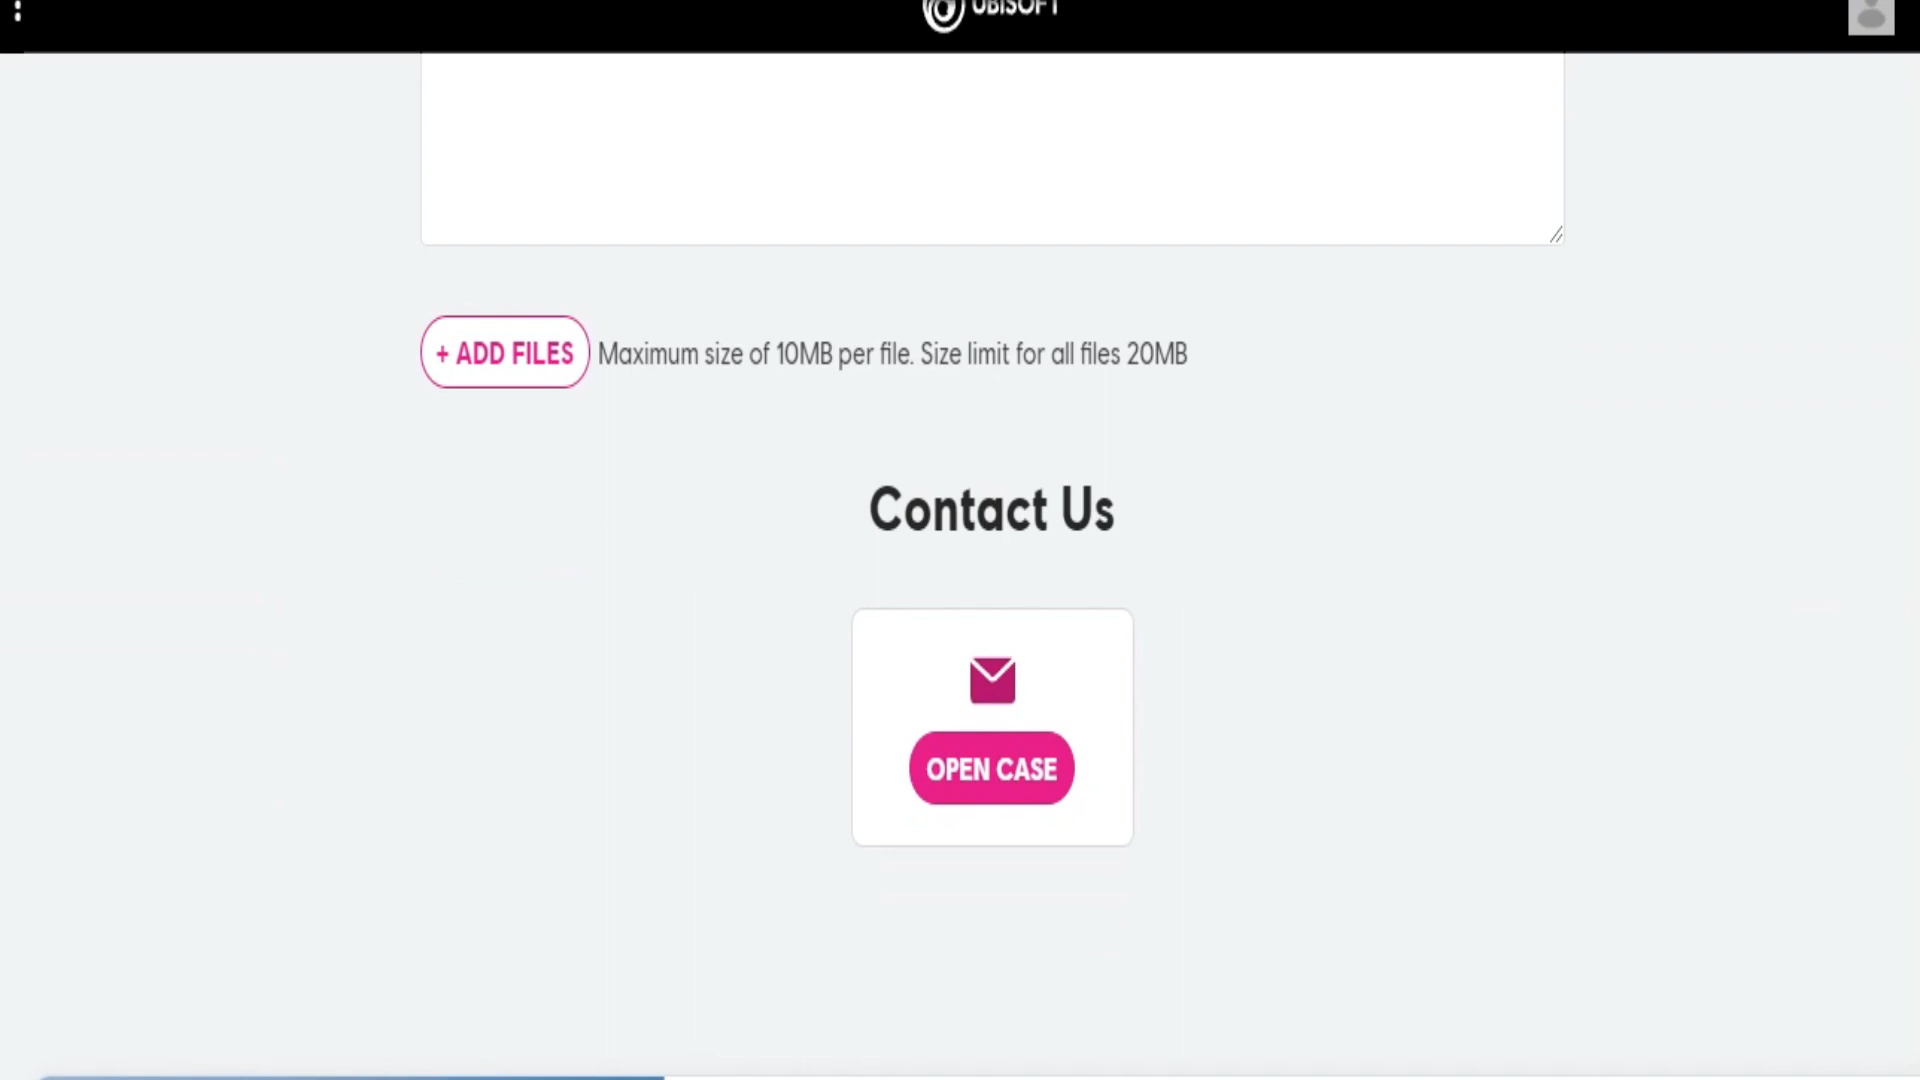 UBISOFT
+ ADD FILES Maximum size of 10MB per file. Size limit for all files 20MB
Contact Us
OPEN CASE